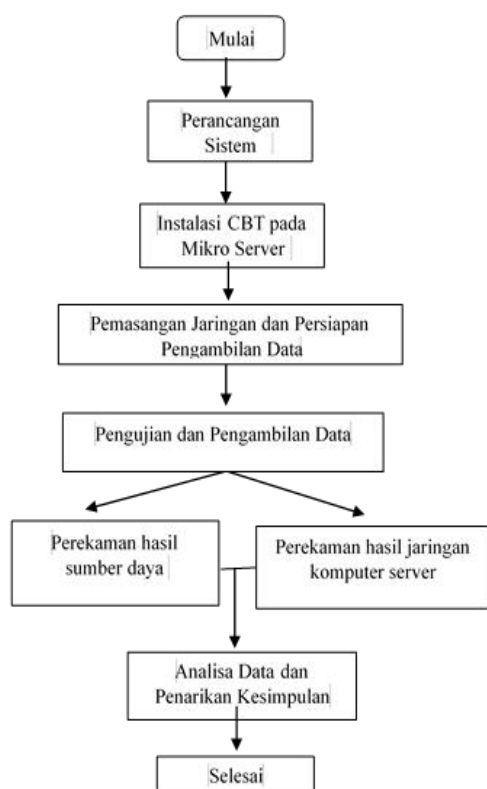 Mulai
Perancangan
Sistem
Instalasi CBT pada
Mikro Server
Pemasangan Jaringan dan Persiapan
Pengambilan Data
Pengujian dan Pengambilan Data
Perekaman hasil
sumber daya
Perekaman hasil jaringan
komputer server
Analisa Data dan
Penarikan Kesimpulan
Selesai